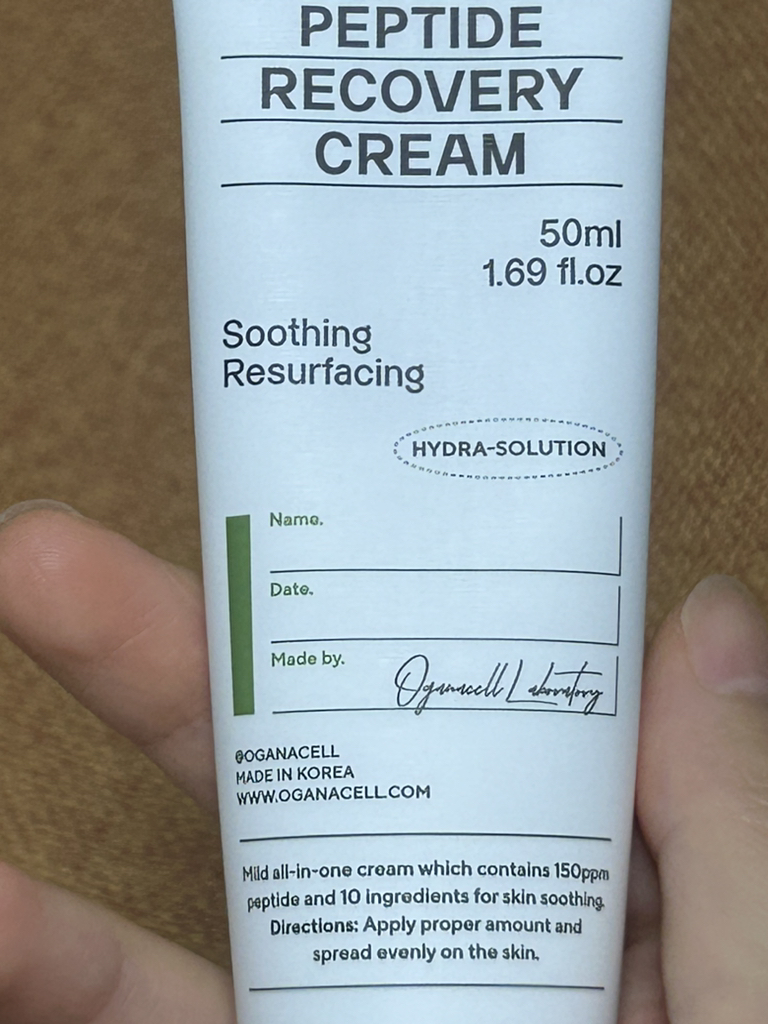 PEPTIDE
RECOVERY
CREAM
50ml
1.69 fl.oz
Soothing
Resurfacing
HYDRA-SOLUTION
Name.
Date.
Made by.
Oganacell Laboratory
@OGANACELL
MADE IN KOREA
WWW.OGANACELL.COM
Mild all-in-one cream which contains 150ppm
peptide and 10 ingredients for skin soothing.
Directions: Apply proper amount and
spread evenly on the skin.